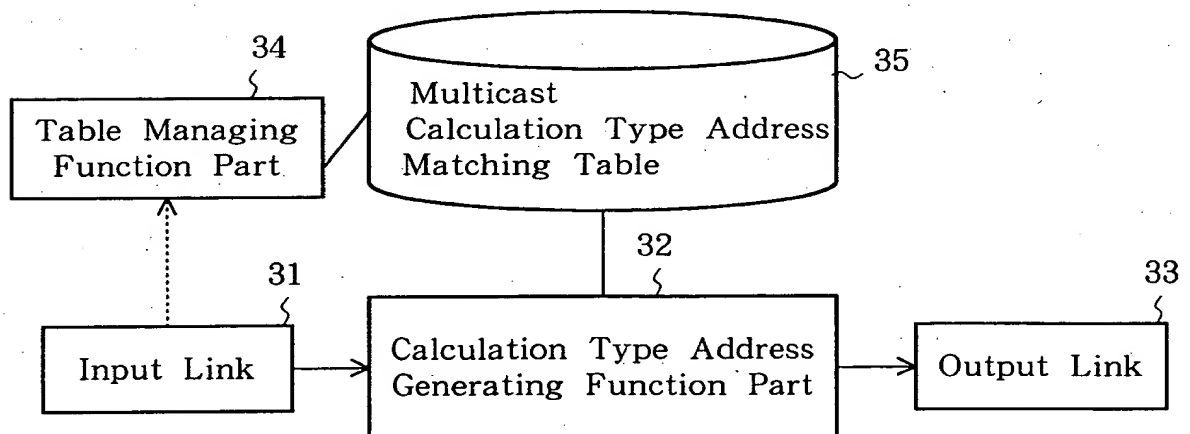 34
Table Managing
Function Part
35
Multicast
Calculation Type Address
Matching Table
31
Input Link
32
Calculation Type Address
Generating Function Part
33
Output Link